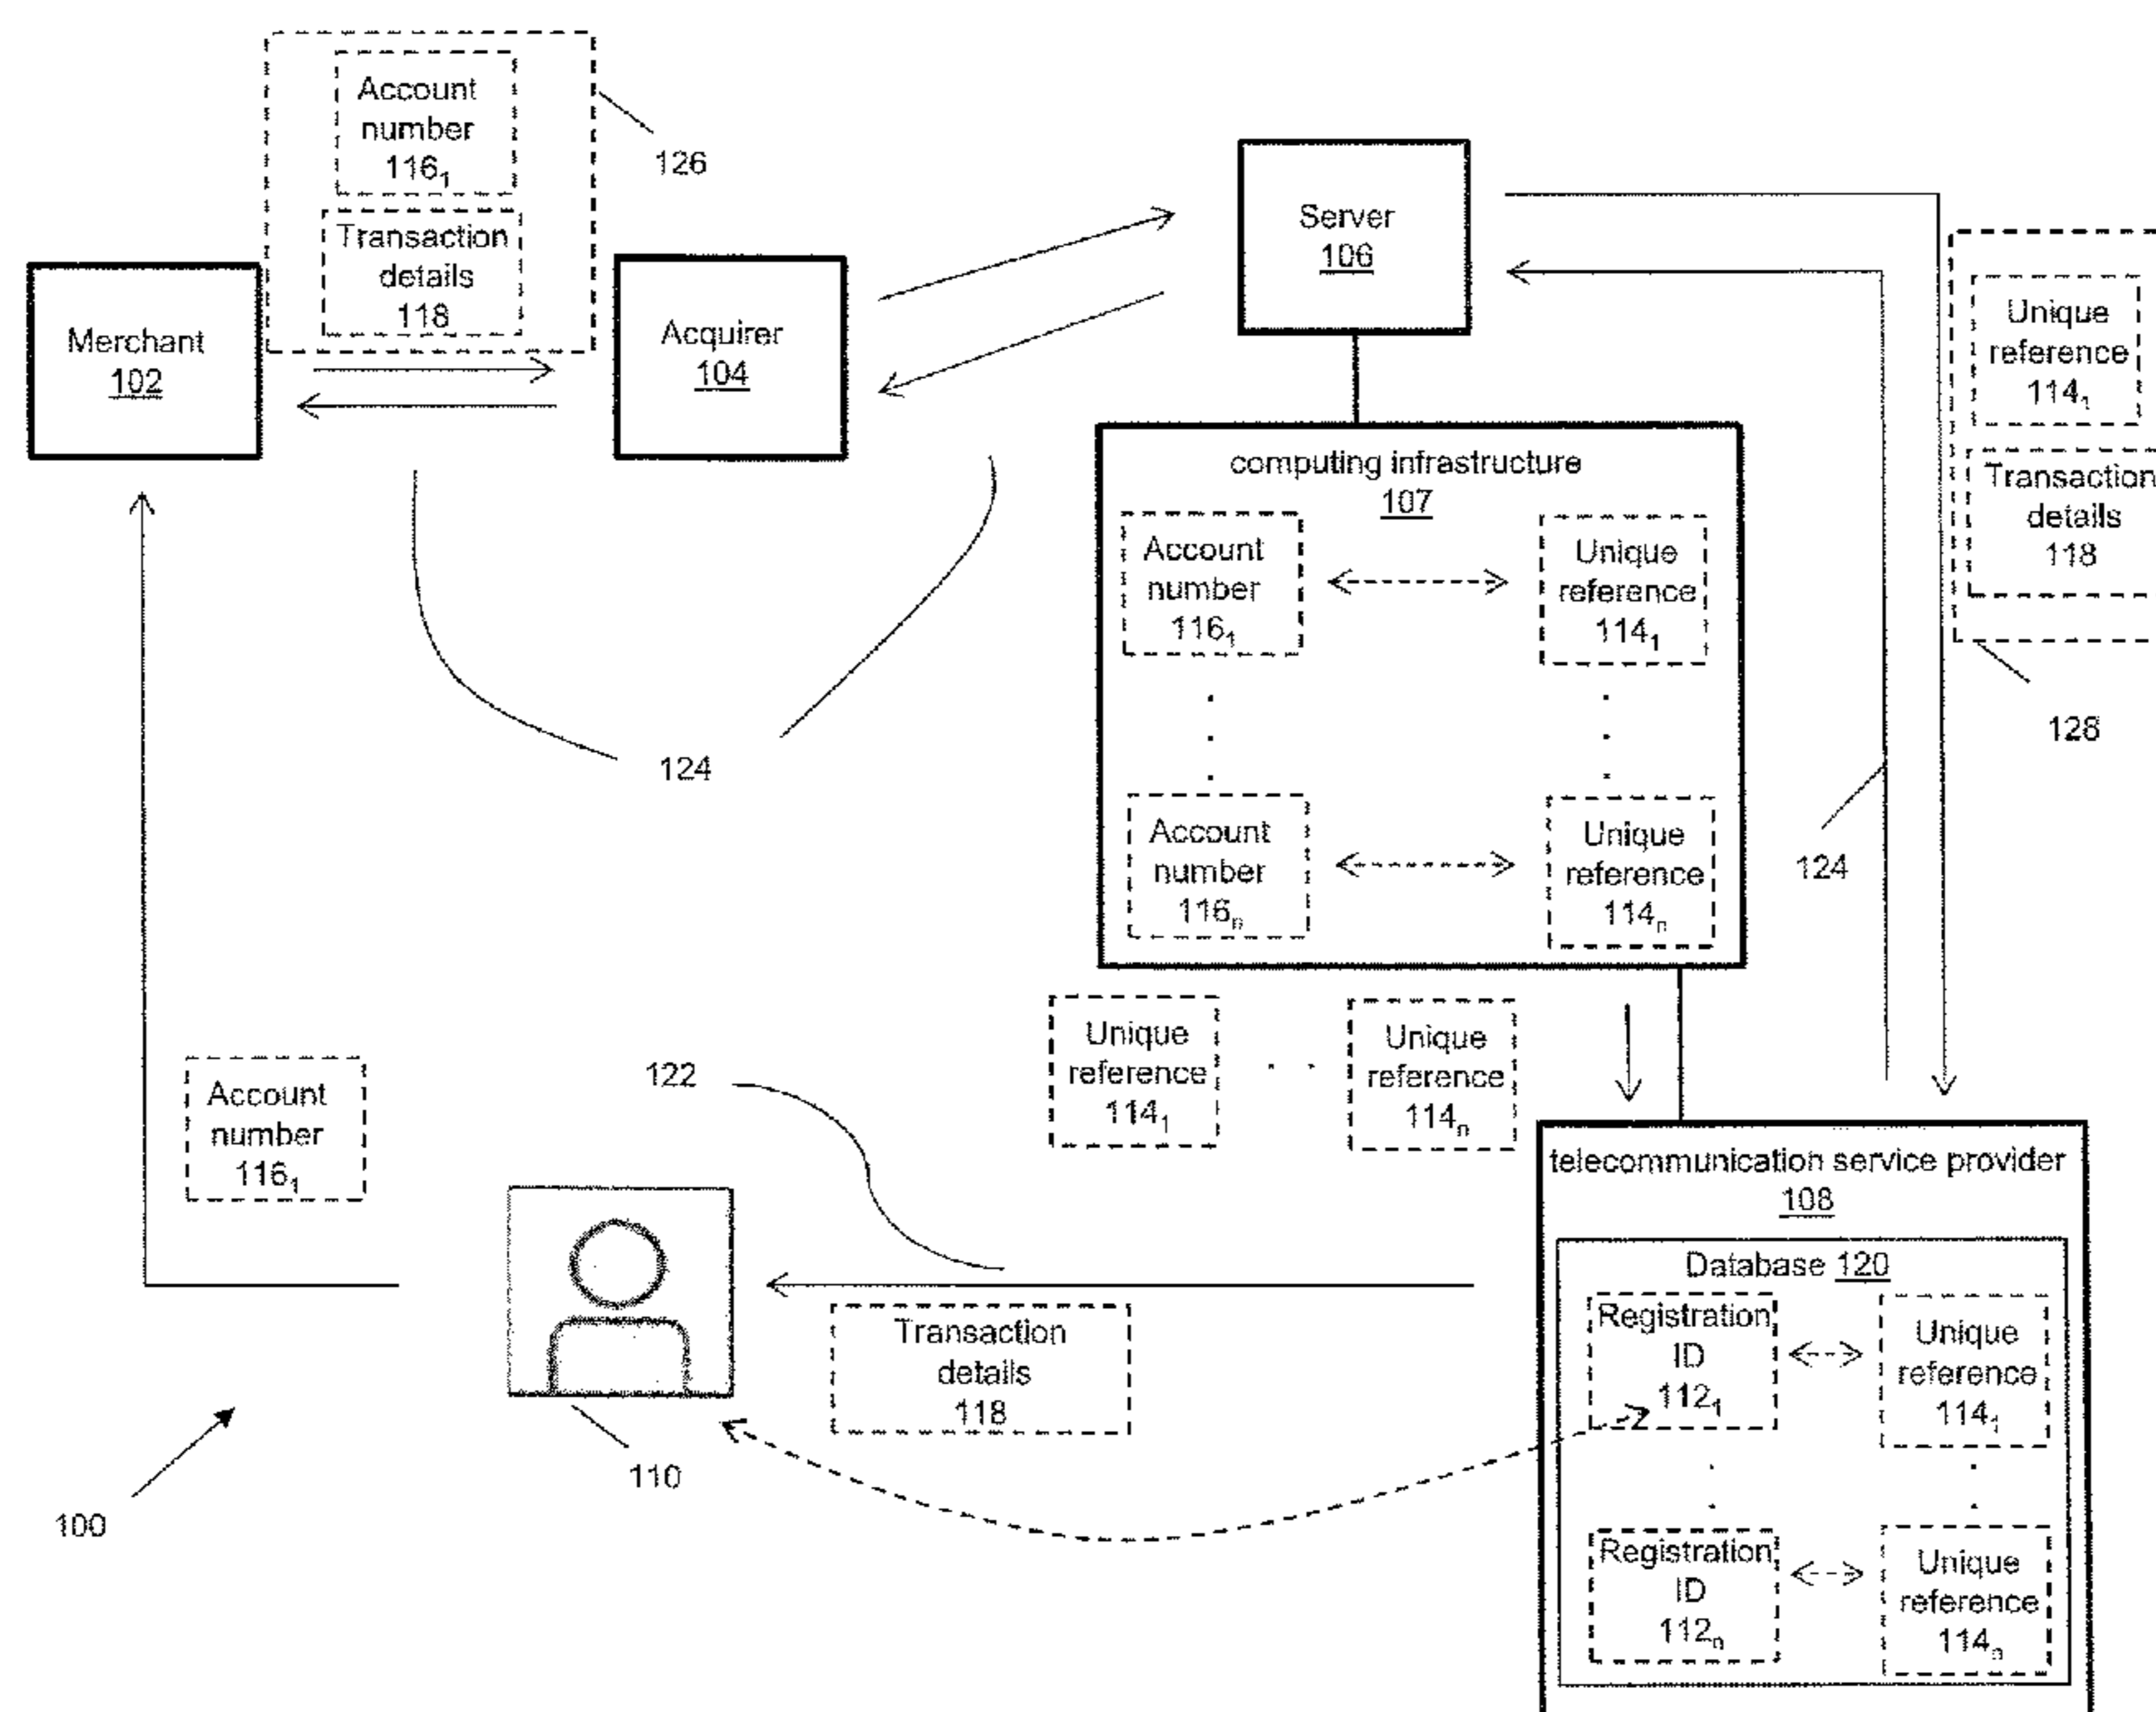 Account
number
116₁
126
Transaction
details
118
Merchant
102
Acquirer
104
Server
106
Unique
reference
114₁
Transaction
details
118
128
computing infrastructure
107
Account
number
116₁
Unique
reference
114₁
Account
number
116ₙ
Unique
reference
114ₙ
124
124
Unique
reference
114₁
Unique
reference
114ₙ
122
Account
number
116₁
telecommunication service provider
108
Database 120
Registration
ID
112₁
Unique
reference
114₁
Registration
ID
112ₙ
Unique
reference
114ₙ
Transaction
details
118
110
100